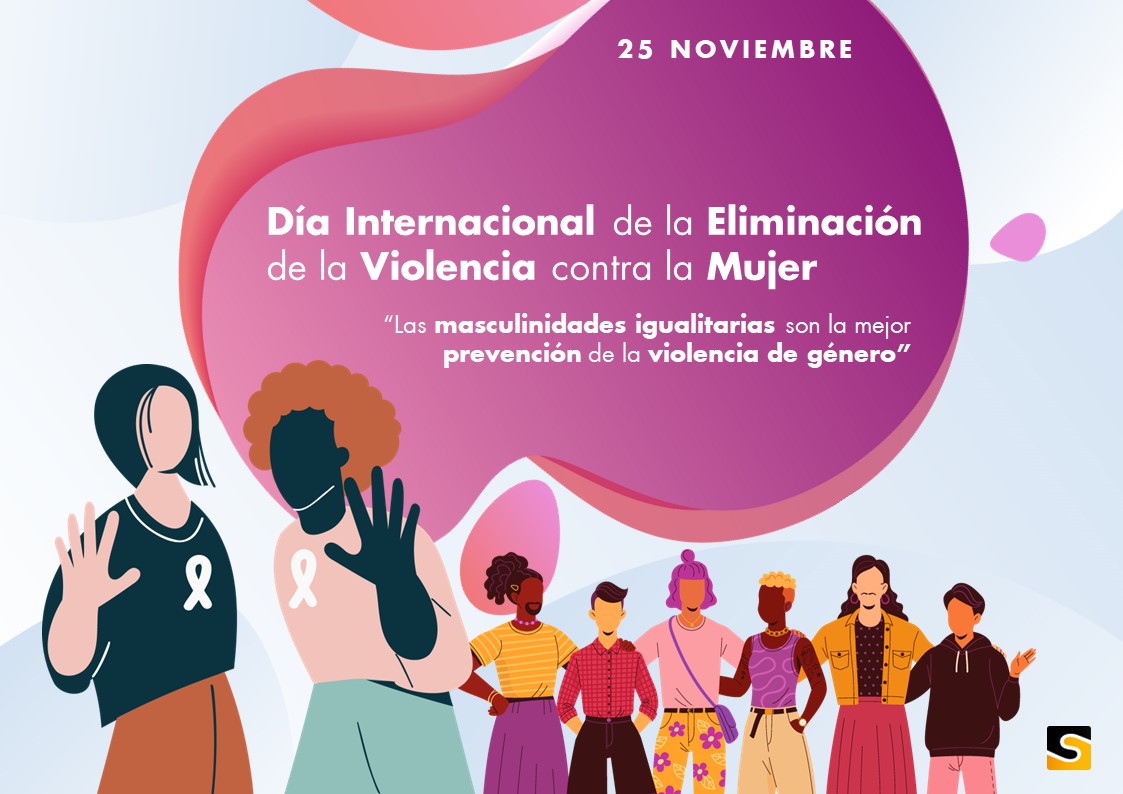 25 NOVIEMBRE
Día Internacional de la Eliminación
de la Violencia contra la Mujer
“Las masculinidades igualitarias son la mejor
prevención de la violencia de género”
S